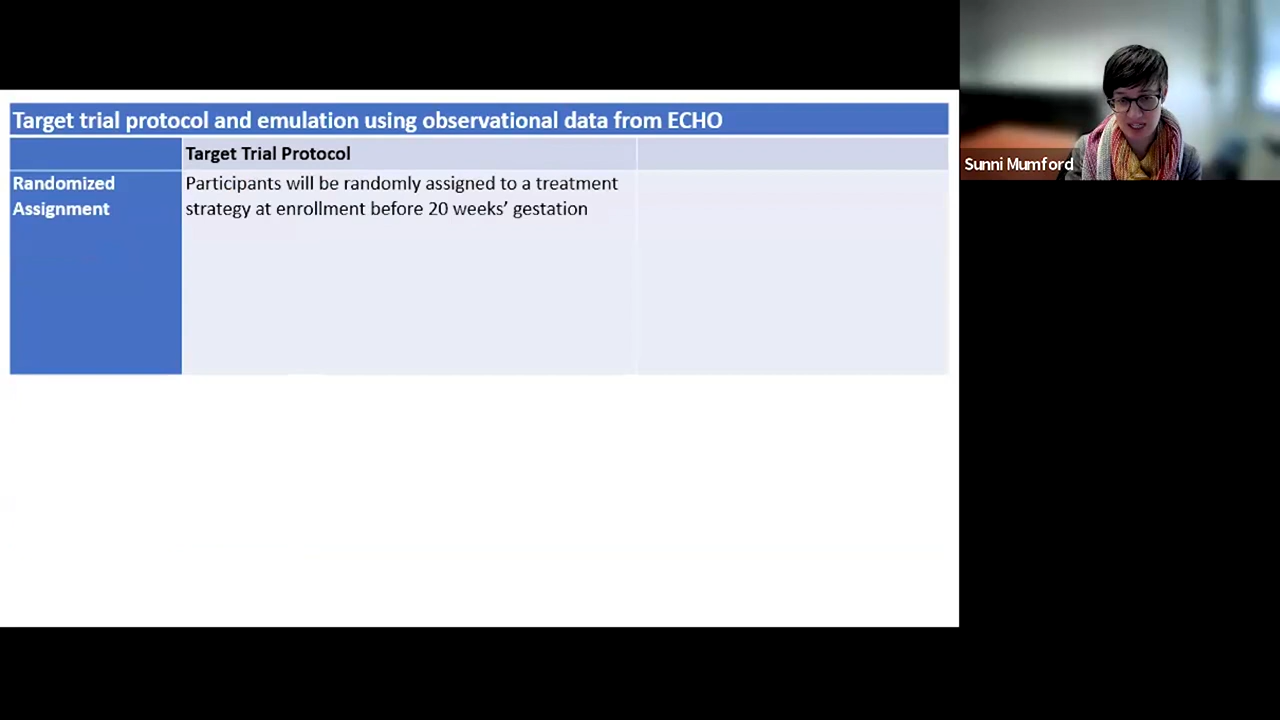 Target trial protocol and emulation using observational data from ECHO
Target Trial Protocol
Randomized
Assignment
Participants will be randomly assigned to a treatment
strategy at enrollment before 20 weeks’ gestation
Sunni Mumford